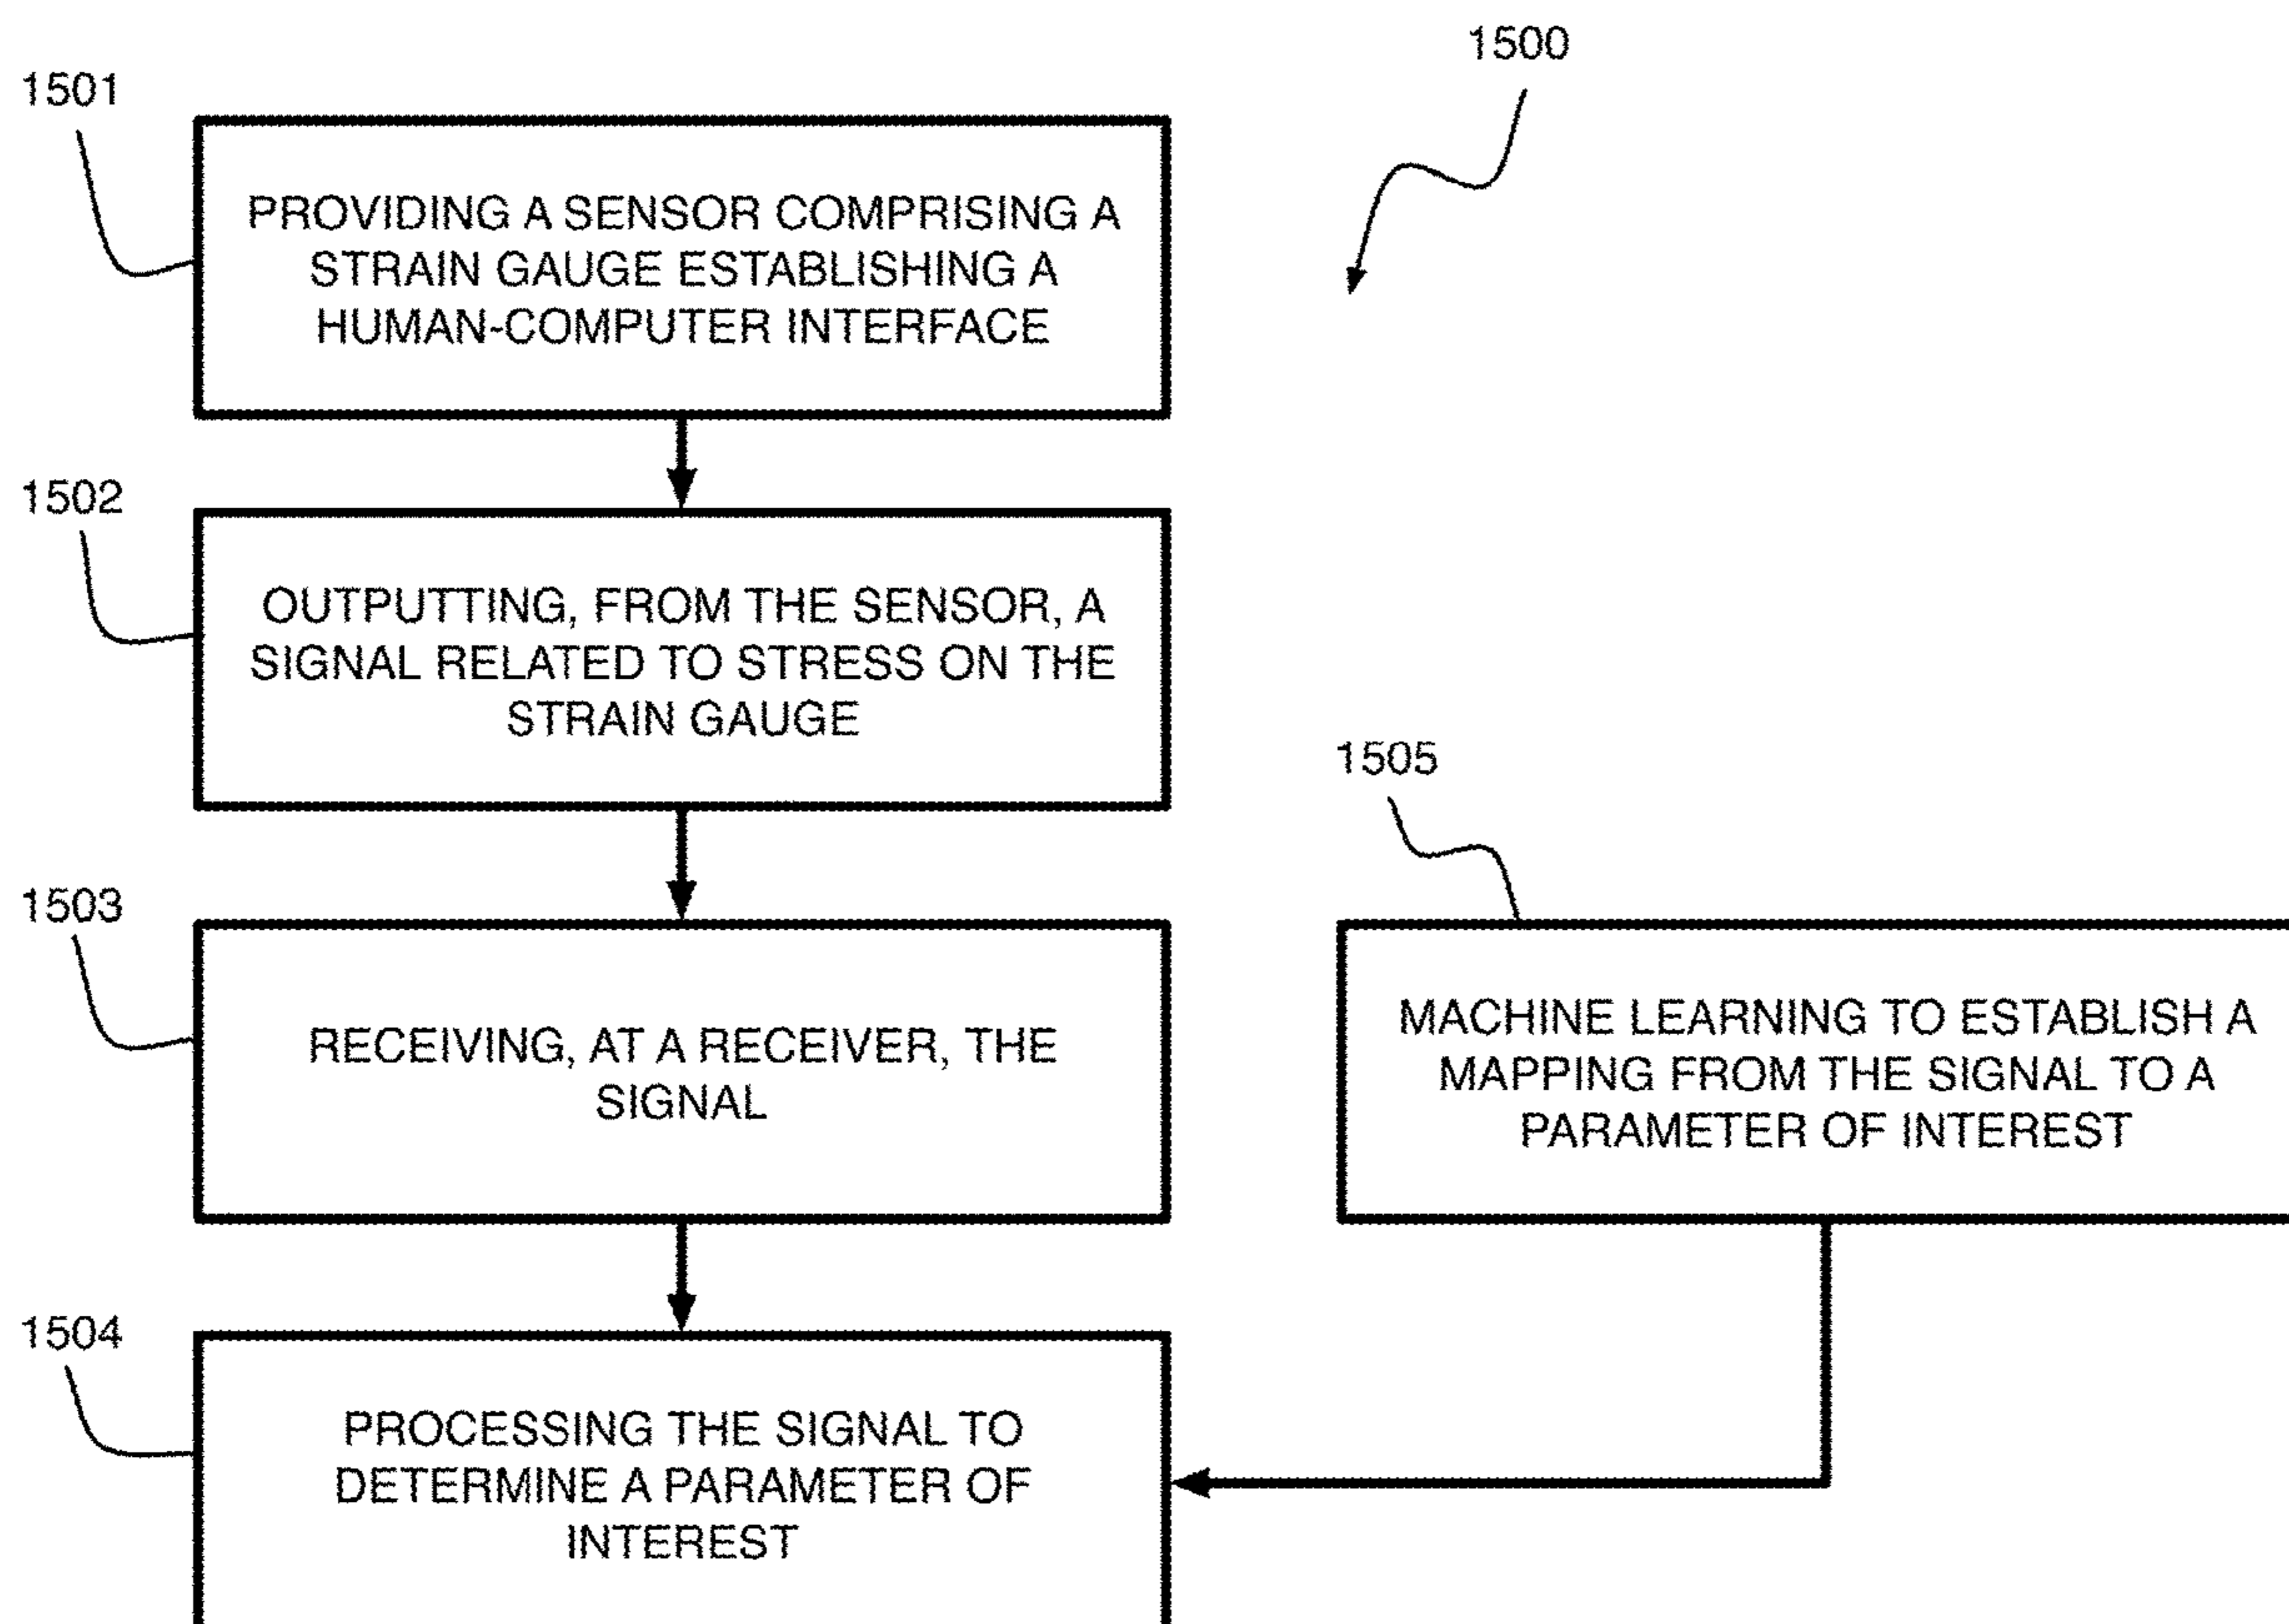 1500
1501
PROVIDING A SENSOR COMPRISING A
STRAIN GAUGE ESTABLISHING A
HUMAN-COMPUTER INTERFACE
1502
OUTPUTTING, FROM THE SENSOR, A
SIGNAL RELATED TO STRESS ON THE
STRAIN GAUGE
1503
RECEIVING, AT A RECEIVER, THE
SIGNAL
1505
MACHINE LEARNING TO ESTABLISH A
MAPPING FROM THE SIGNAL TO A
PARAMETER OF INTEREST
1504
PROCESSING THE SIGNAL TO
DETERMINE A PARAMETER OF
INTEREST